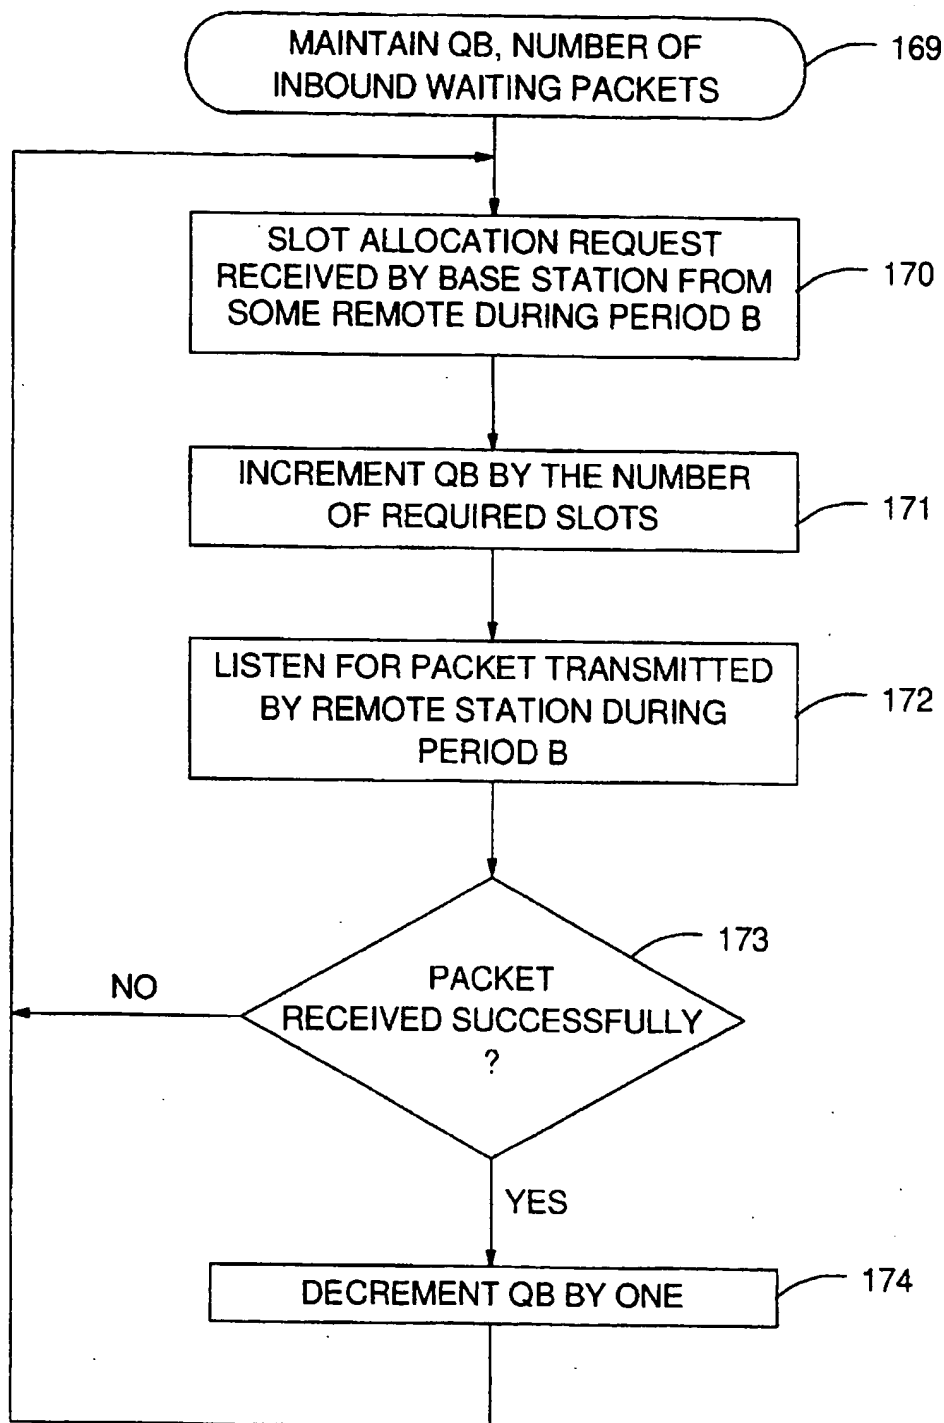 MAINTAIN QB, NUMBER OF
INBOUND WAITING PACKETS
169
SLOT ALLOCATION REQUEST
RECEIVED BY BASE STATION FROM
SOME REMOTE DURING PERIOD B
170
INCREMENT QB BY THE NUMBER
OF REQUIRED SLOTS
171
LISTEN FOR PACKET TRANSMITTED
BY REMOTE STATION DURING
PERIOD B
172
173
PACKET
RECEIVED SUCCESSFULLY
?
NO
YES
DECREMENT QB BY ONE
174